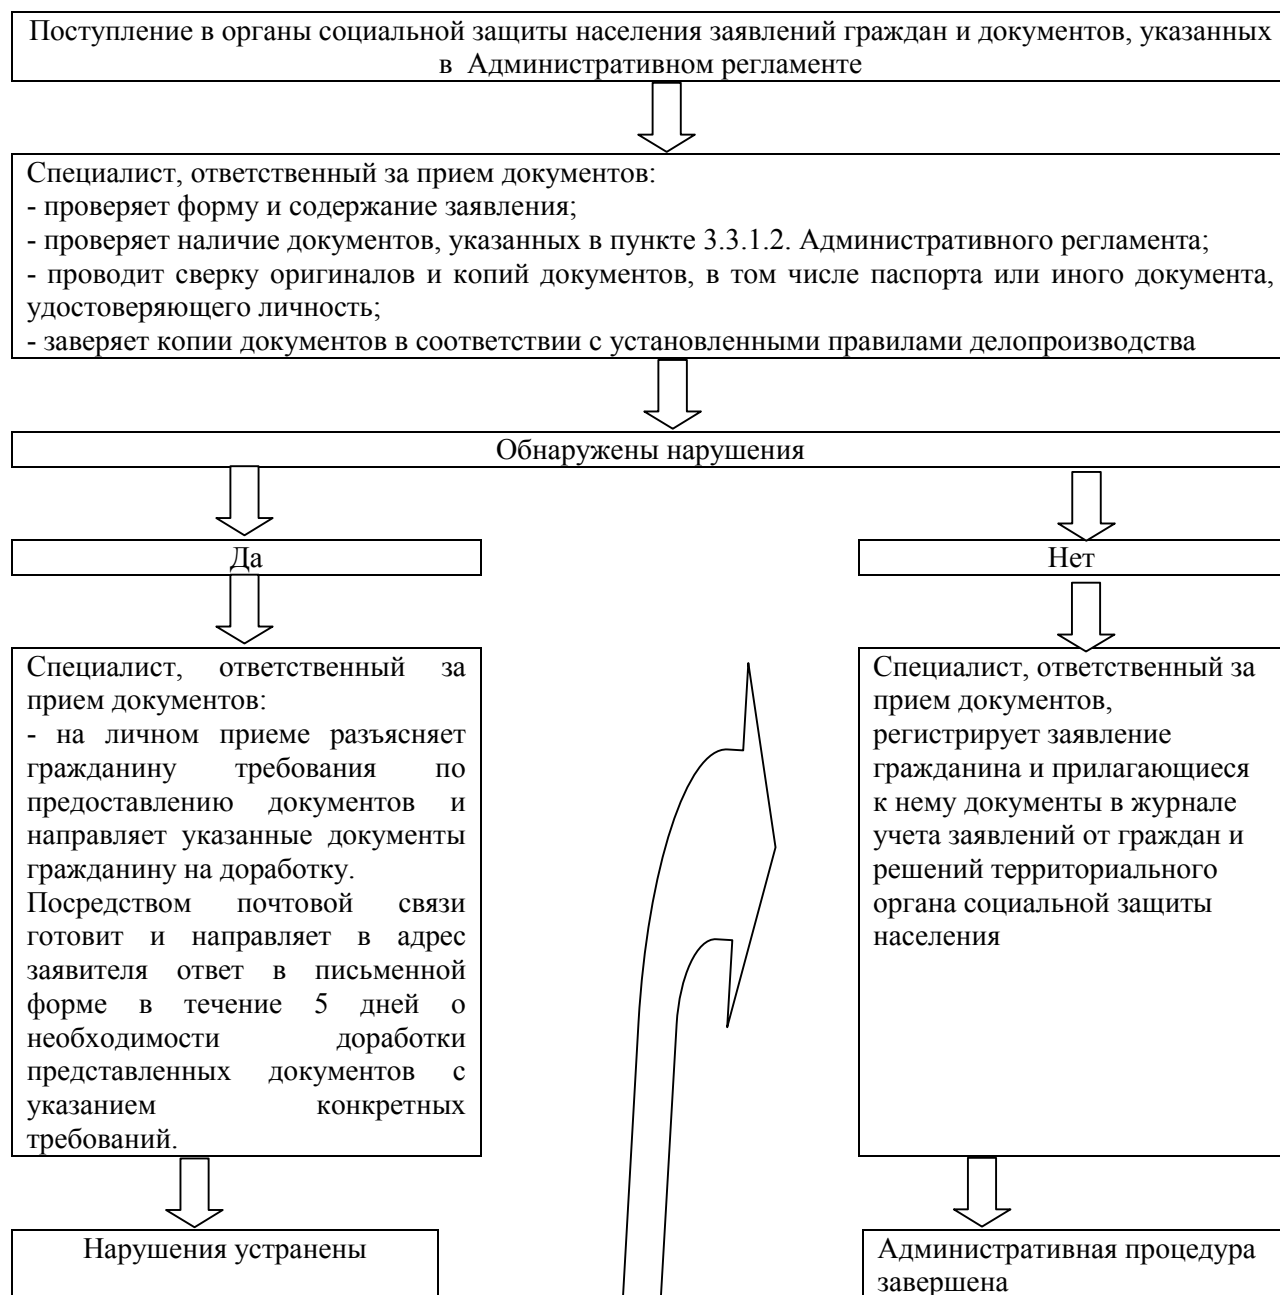 Поступление в органы социальной защиты населения заявлений граждан и документов, указанных
в Административном регламенте
Специалист, ответственный за прием документов:
- проверяет форму и содержание заявления;
- проверяет наличие документов, указанных в пункте 3.3.1.2. Административного регламента;
- проводит сверку оригиналов и копий документов, в том числе паспорта или иного документа,
удостоверяющего личность;
- заверяет копии документов в соответствии с установленными правилами делопроизводства
Обнаружены нарушения
Да
Нет
Специалист, ответственный за
прием документов:
- на личном приеме разъясняет
гражданину требования по
предоставлению документов и
направляет указанные документы
гражданину на доработку.
Посредством почтовой связи
готовит и направляет в адрес
заявителя ответ в письменной
форме в течение 5 дней о
необходимости доработки
представленных документов с
указанием конкретных
требований.
Специалист, ответственный за
прием документов,
регистрирует заявление
гражданина и прилагающиеся
к нему документы в журнале
учета заявлений от граждан и
решений территориального
органа социальной защиты
населения
Нарушения устранены
Административная процедура
завершена